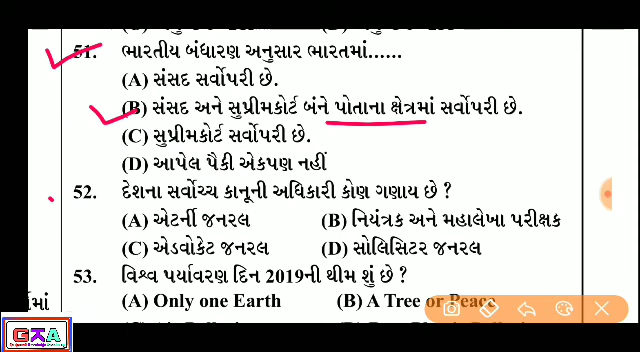 51. ભારતીય બંધારણ અનુસાર ભારતમાં......
(A) સંસદ સર્વોપરી છે.
(B) સંસદ અને સુપ્રીમકોર્ટ બંને પોતાના ક્ષેત્રમાં સર્વોપરી છે.
(C) સુપ્રીમકોર્ટ સર્વોપરી છે.
(D) આપેલ પૈકી એકપણ નહીં
52. દેશના સર્વોચ્ચ કાનૂની અધિકારી કોણ ગણાય છે ?
(A) એટર્ની જનરલ (B) નિયંત્રક અને મહાલેખા પરીક્ષક
(C) એડવોકેટ જનરલ (D) સોલિસિટર જનરલ
53. વિશ્વ પર્યાવરણ દિન 2019ની થીમ શું છે ?
(A) Only one Earth (B) A Tree or Peace
GKA